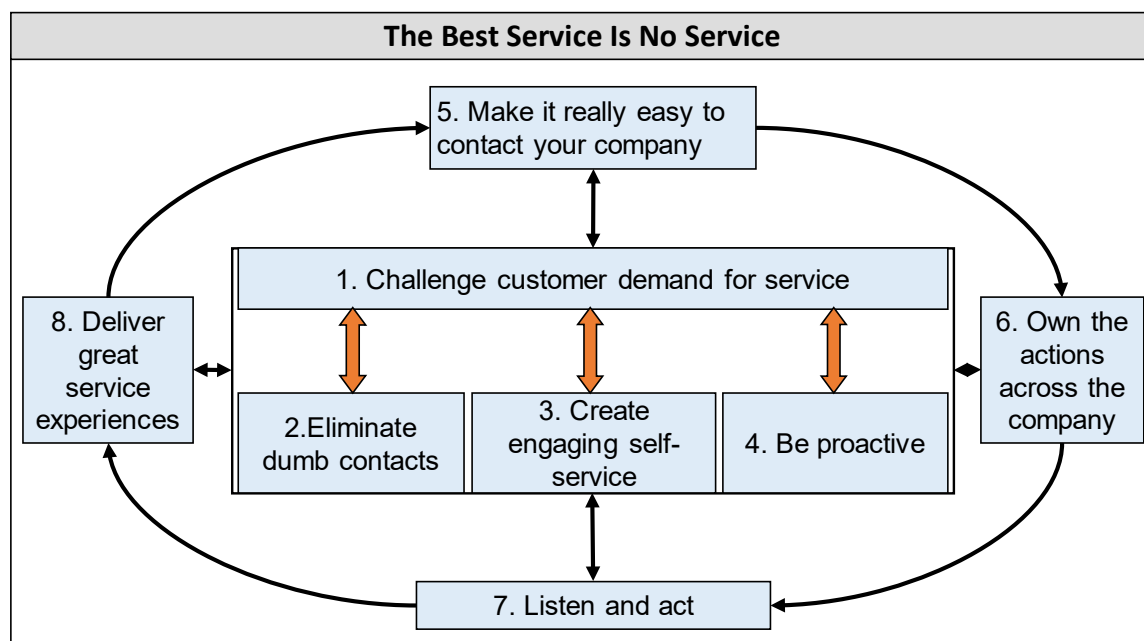 The Best Service Is No Service
5. Make it really easy to
contact your company
1. Challenge customer demand for service
8. Deliver
great
service
experiences
6. Own the
actions
across the
company
2.Eliminate
dumb contacts
3. Create
engaging self-
service
4. Be proactive
7. Listen and act